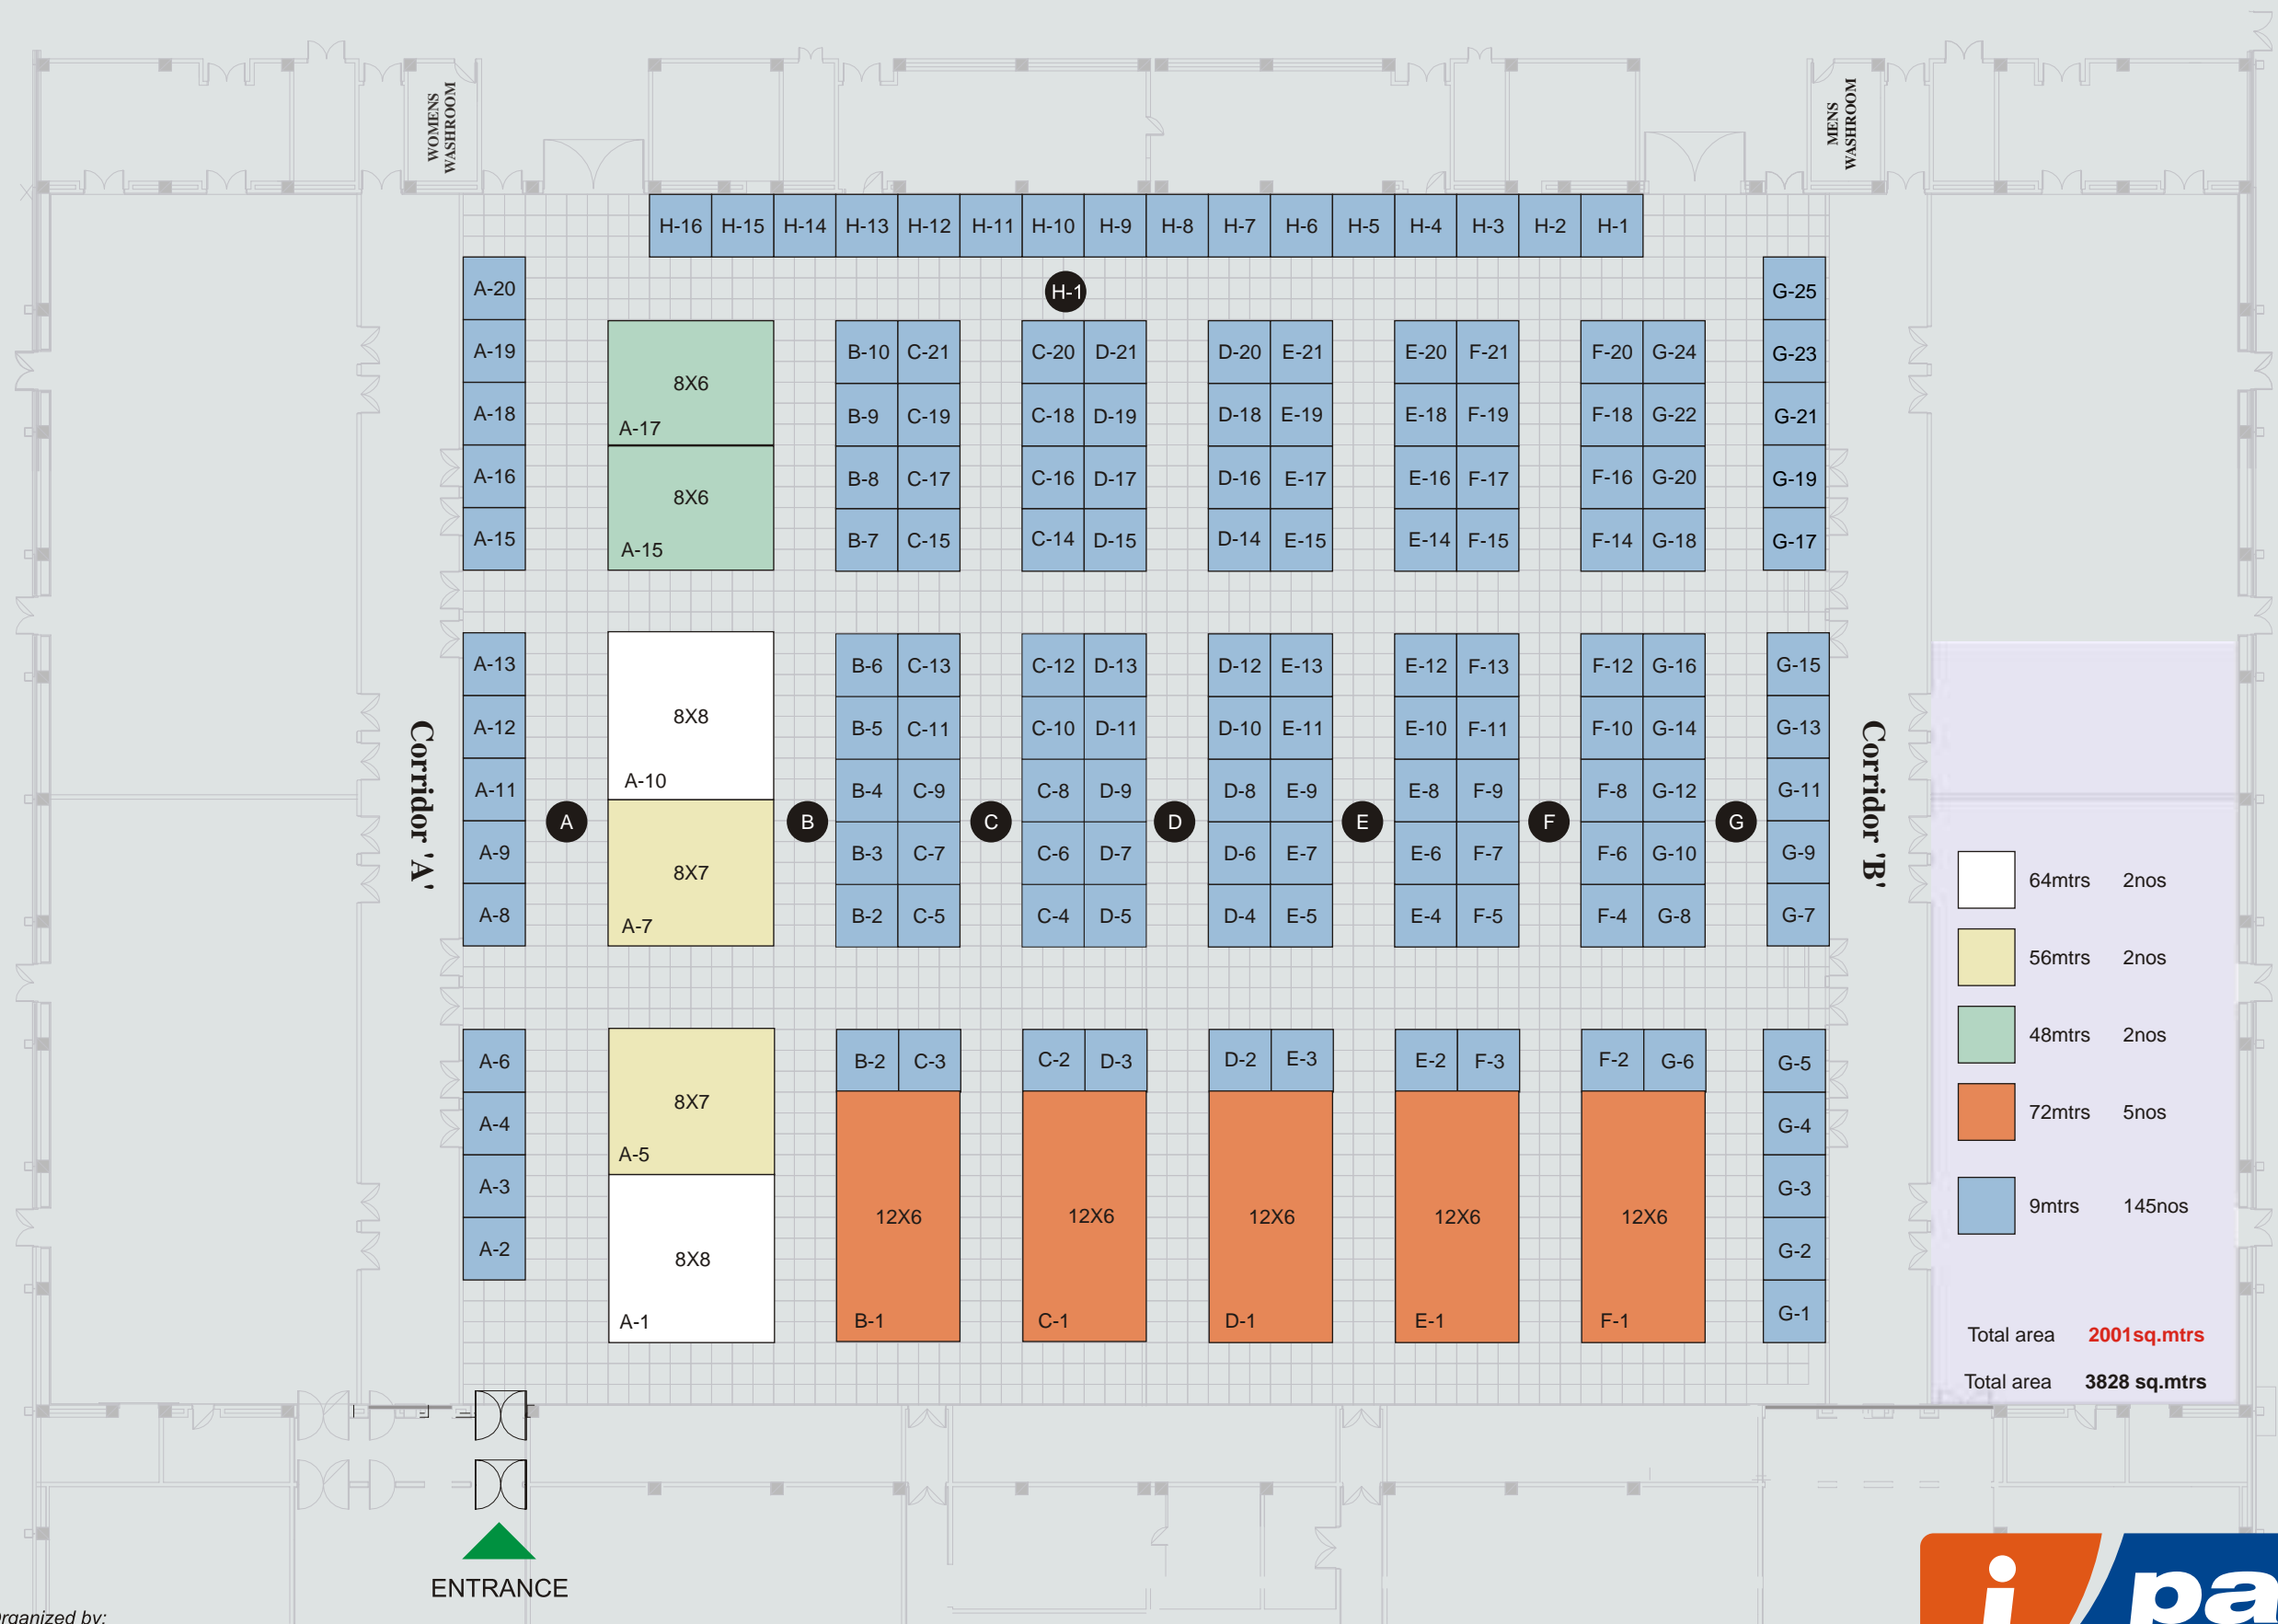 WOMENS
WASHROOM
MENS
WASHROOM
H-16 H-15 H-14 H-13 H-12 H-11 H-10 H-9 H-8 H-7 H-6 H-5 H-4 H-3 H-2 H-1
A-20 H-1 G-25
A-19 8X6 B-10 C-21 C-20 D-21 D-20 E-21 E-20 F-21 F-20 G-24 G-23
A-18 A-17 B-9 C-19 C-18 D-19 D-18 E-19 E-18 F-19 F-18 G-22 G-21
A-16 8X6 B-8 C-17 C-16 D-17 D-16 E-17 E-16 F-17 F-16 G-20 G-19
A-15 A-15 B-7 C-15 C-14 D-15 D-14 E-15 E-14 F-15 F-14 G-18 G-17
A-13 B-6 C-13 C-12 D-13 D-12 E-13 E-12 F-13 F-12 G-16 G-15
A-12 8X8 B-5 C-11 C-10 D-11 D-10 E-11 E-10 F-11 F-10 G-14 G-13
A-11 A-10 B-4 C-9 C-8 D-9 D-8 E-9 E-8 F-9 F-8 G-12 G-11
Corridor 'A'
A B C D E F G
Corridor 'B'
A-9 8X7 B-3 C-7 C-6 D-7 D-6 E-7 E-6 F-7 F-6 G-10 G-9
A-8 A-7 B-2 C-5 C-4 D-5 D-4 E-5 E-4 F-5 F-4 G-8 G-7
A-6 B-2 C-3 C-2 D-3 D-2 E-3 E-2 F-3 F-2 G-6 G-5
A-4 8X7 G-4
A-5
A-3 G-3
12X6 12X6 12X6 12X6 12X6
A-2 8X8 G-2
A-1 B-1 C-1 D-1 E-1 F-1 G-1
64mtrs 2nos
56mtrs 2nos
48mtrs 2nos
72mtrs 5nos
9mtrs 145nos
Total area 2001sq.mtrs
Total area 3828 sq.mtrs
ENTRANCE
rganized by:
i pa